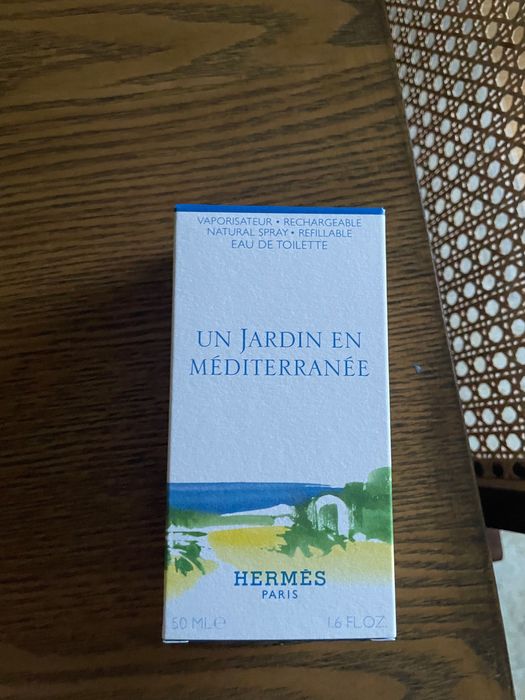 VAPORISATEUR • RECHARGEABLE
NATURAL SPRAY • REFILLABLE
EAU DE TOILETTE
UN JARDIN EN
MÉDITERRANÉE
HERMÈS
PARIS
50 ML℮ 1.6 FL.OZ.